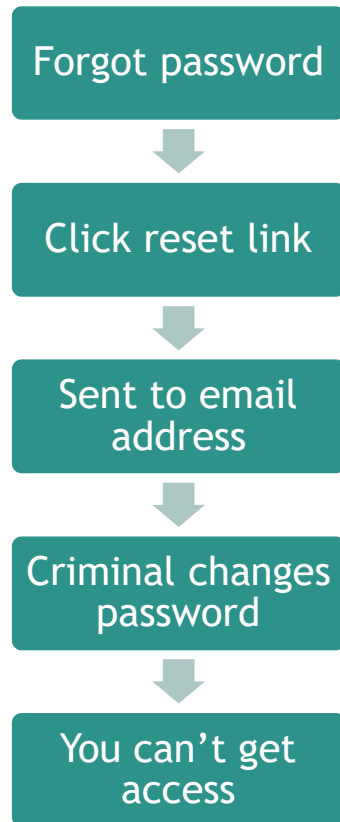 Forgot password
Click reset link
Sent to email
address
Criminal changes
password
You can’t get
access